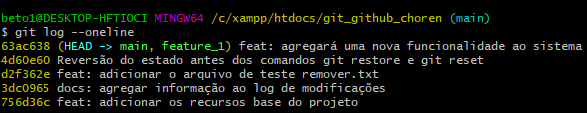 beto1@DESKTOP-HFTIOCI MINGW64 /c/xampp/htdocs/git_github_choren (main)
$ git log --oneline
63ac638 (HEAD -> main, feature_1) feat: agregará uma nova funcionalidade ao sistema
4d60e60 Reversão do estado antes dos comandos git restore e git reset
d2f362e feat: adicionar o arquivo de teste remover.txt
3dc0965 docs: agregar informação ao log de modificações
756d36c feat: adicionar os recursos base do projeto